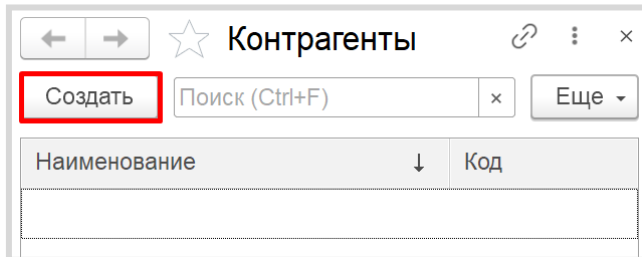 Контрагенты
Создать Поиск (Ctrl+F) Еще
Наименование Код